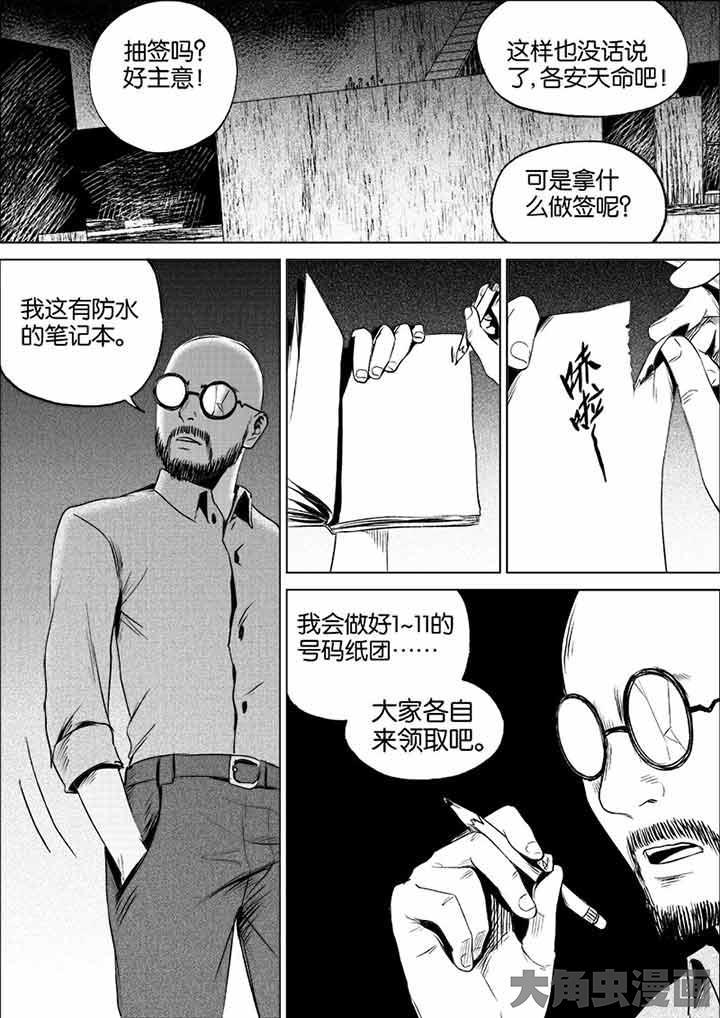 抽签吗?
好主意!
这样也没话说
了,各安天命吧!
可是拿什
么做签呢?
我这有防水
的笔记本。
哧啦~
我会做好1~11的
号码纸团……
大家各自
来领取吧。
大角虫漫画